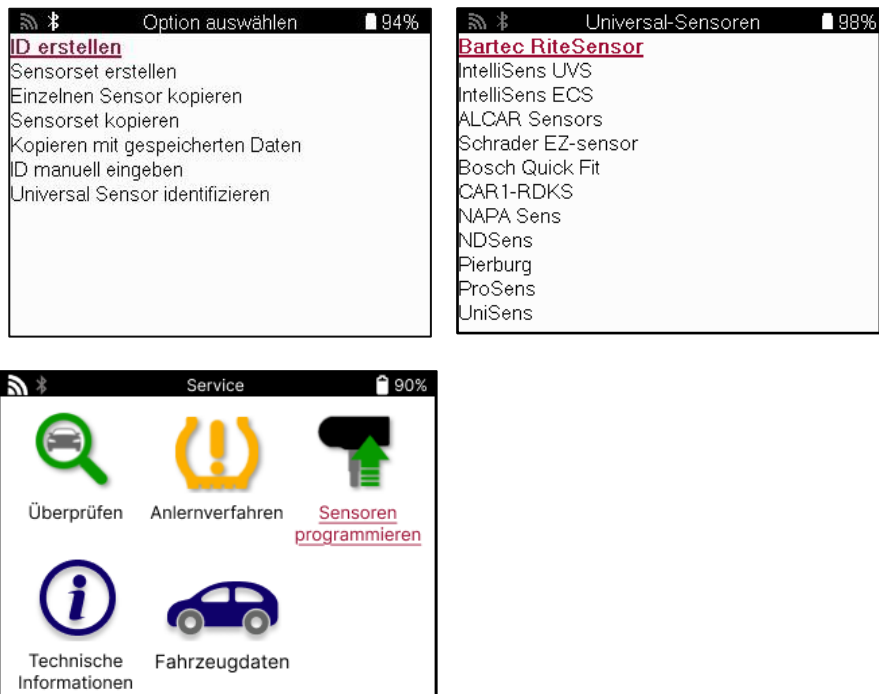 Option auswählen 94%
ID erstellen
Sensorset erstellen
Einzelnen Sensor kopieren
Sensorset kopieren
Kopieren mit gespeicherten Daten
ID manuell eingeben
Universal Sensor identifizieren
Universal-Sensoren 98%
Bartec RiteSensor
IntelliSens UVS
IntelliSens ECS
ALCAR Sensors
Schrader EZ-sensor
Bosch Quick Fit
CAR1-RDKS
NAPA Sens
NDSens
Pierburg
ProSens
UniSens
Service 90%
Überprüfen
Anlernverfahren
Sensoren
programmieren
Technische
Informationen
Fahrzeugdaten